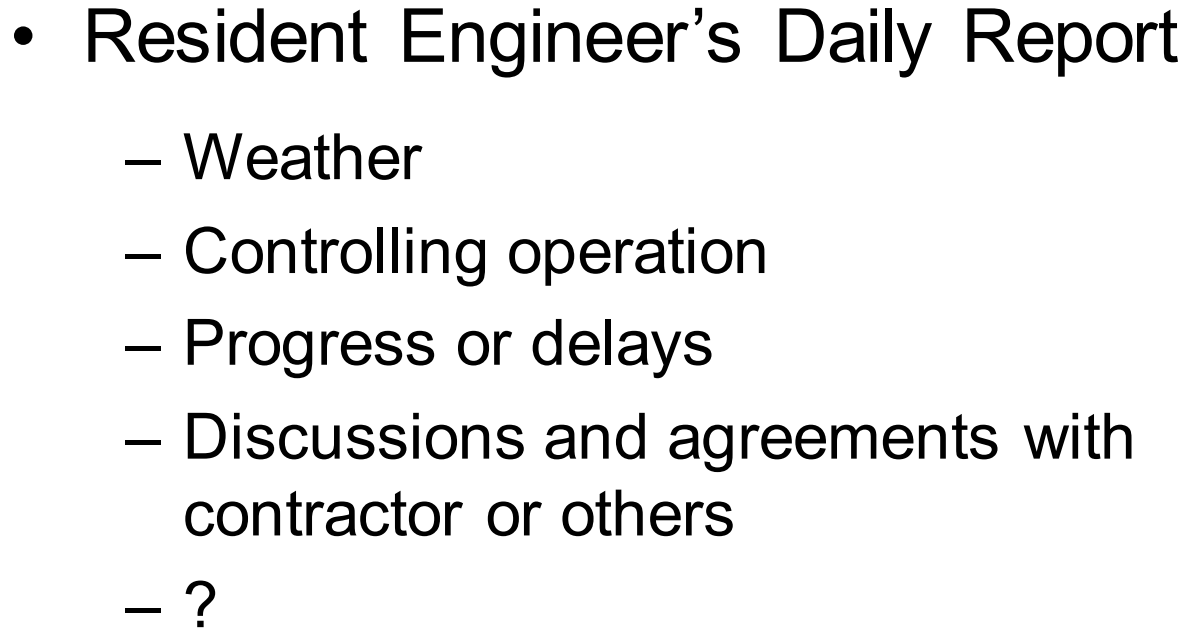 • Resident Engineer’s Daily Report
– Weather
– Controlling operation
– Progress or delays
– Discussions and agreements with
contractor or others
– ?